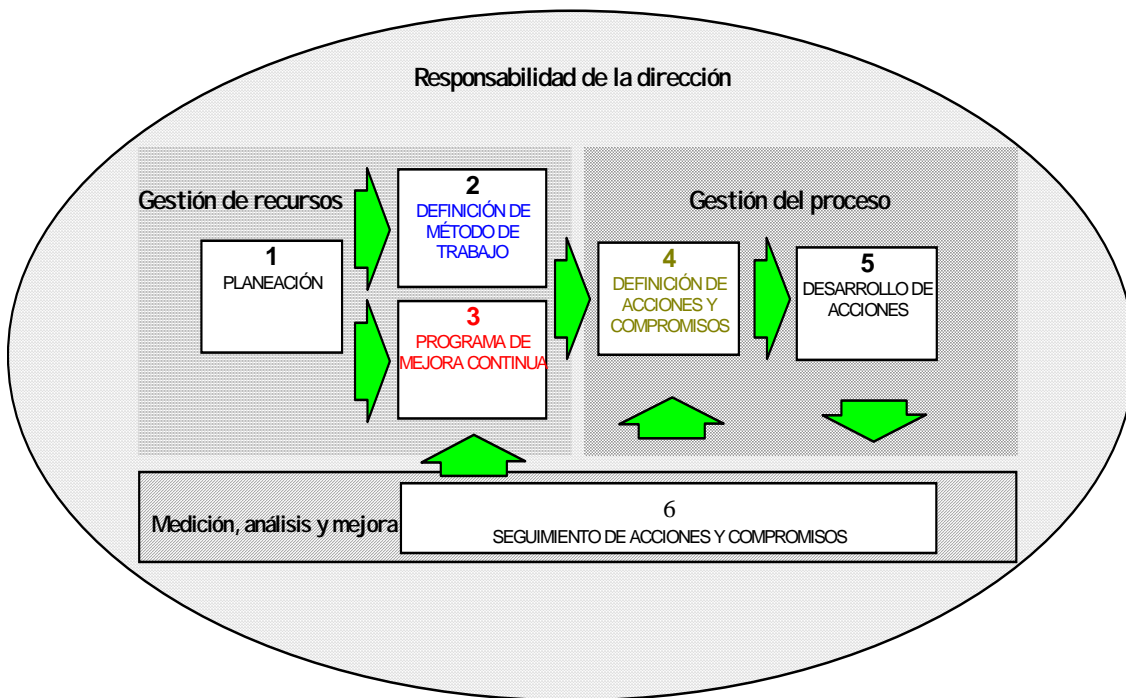 Responsabilidad de la dirección
Gestión de recursos
1
PLANEACIÓN
2
DEFINICIÓN DE
MÉTODO DE
TRABAJO
3
PROGRAMA DE
MEJORA CONTINUA
Gestión del proceso
4
DEFINICIÓN DE
ACCIONES Y
COMPROMISOS
5
DESARROLLO DE
ACCIONES
Medición, análisis y mejora
6
SEGUIMIENTO DE ACCIONES Y COMPROMISOS